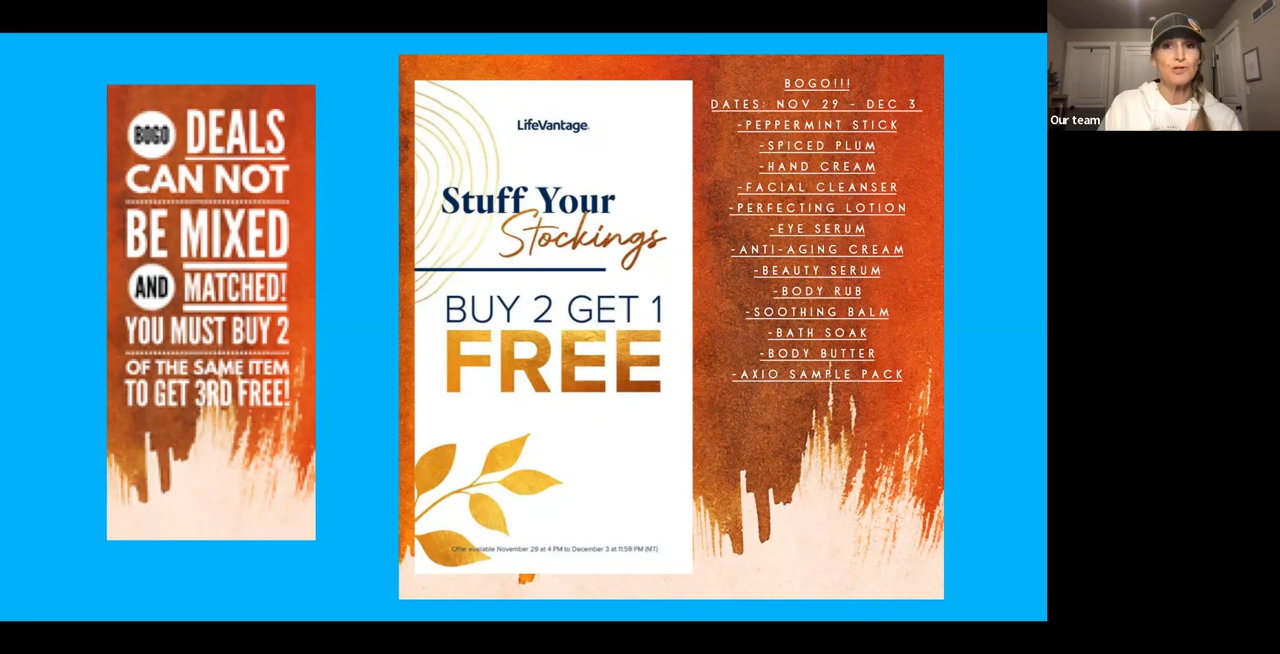 BOGO DEALS
CAN NOT
BE MIXED
AND MATCHED!
YOU MUST BUY 2
OF THE SAME ITEM
TO GET 3RD FREE!
LifeVantage
Stuff Your
Stockings
BUY 2 GET 1
FREE
Offer available November 29 at 4 PM to December 3 at 11:59 PM (MT)
BOGO!!!
DATES: NOV 29 - DEC 3
-PEPPERMINT STICK
-SPICED PLUM
-HAND CREAM
-FACIAL CLEANSER
-PERFECTING LOTION
-EYE SERUM
-ANTI-AGING CREAM
-BEAUTY SERUM
-BODY RUB
-SOOTHING BALM
-BATH SOAK
-BODY BUTTER
-AXIO SAMPLE PACK
Our team